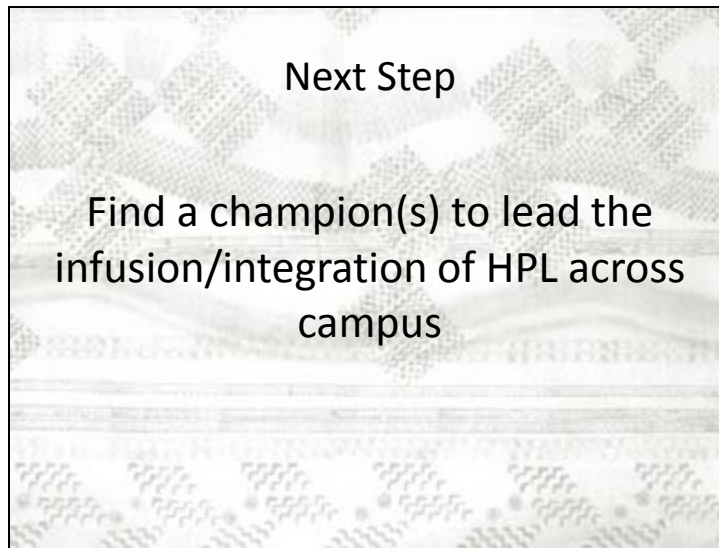 Next Step
Find a champion(s) to lead the
infusion/integration of HPL across
campus